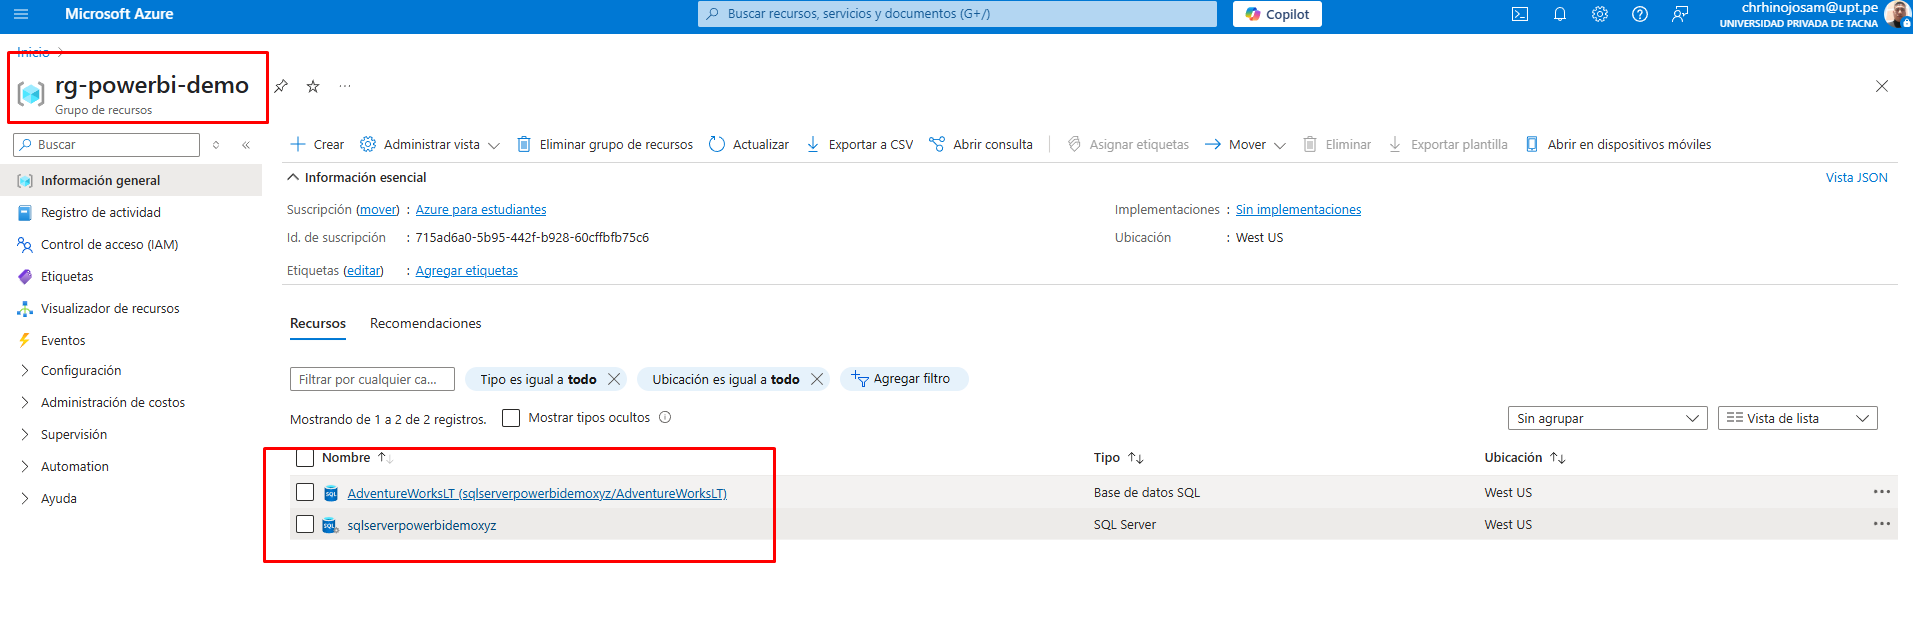 Microsoft Azure
Buscar recursos, servicios y documentos (G+/)
Copilot
chrhinojosam@upt.pe
UNIVERSIDAD PRIVADA DE TACNA
Inicio >
rg-powerbi-demo
Grupo de recursos
Buscar
Crear Administrar vista Eliminar grupo de recursos Actualizar Exportar a CSV Abrir consulta Asignar etiquetas Mover Eliminar Exportar plantilla Abrir en dispositivos móviles
Información general
Registro de actividad
Control de acceso (IAM)
Etiquetas
Visualizador de recursos
Eventos
Configuración
Administración de costos
Supervisión
Automation
Ayuda
Información esencial
Vista JSON
Suscripción (mover) : Azure para estudiantes
Implementaciones : Sin implementaciones
Id. de suscripción : 715ad6a0-5b95-442f-b928-60cffbfb75c6
Ubicación : West US
Etiquetas (editar) : Agregar etiquetas
Recursos Recomendaciones
Filtrar por cualquier ca... Tipo es igual a todo Ubicación es igual a todo Agregar filtro
Mostrando de 1 a 2 de 2 registros. Mostrar tipos ocultos
Sin agrupar Vista de lista
Nombre Tipo Ubicación
AdventureWorksLT (sqlserverpowerbidemoxyz/AdventureWorksLT) Base de datos SQL West US
sqlserverpowerbidemoxyz SQL Server West US